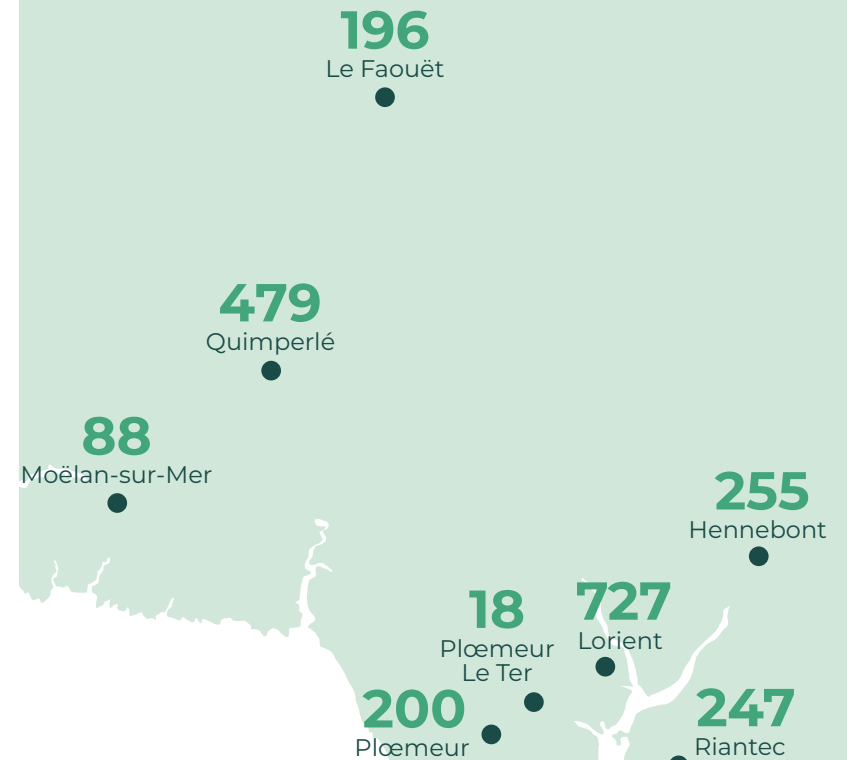 196
Le Faouët
479
Quimperlé
88
Moëlan-sur-Mer
255
Hennebont
727
Lorient
18
Plœmeur
Le Ter
200
Plœmeur
247
Riantec